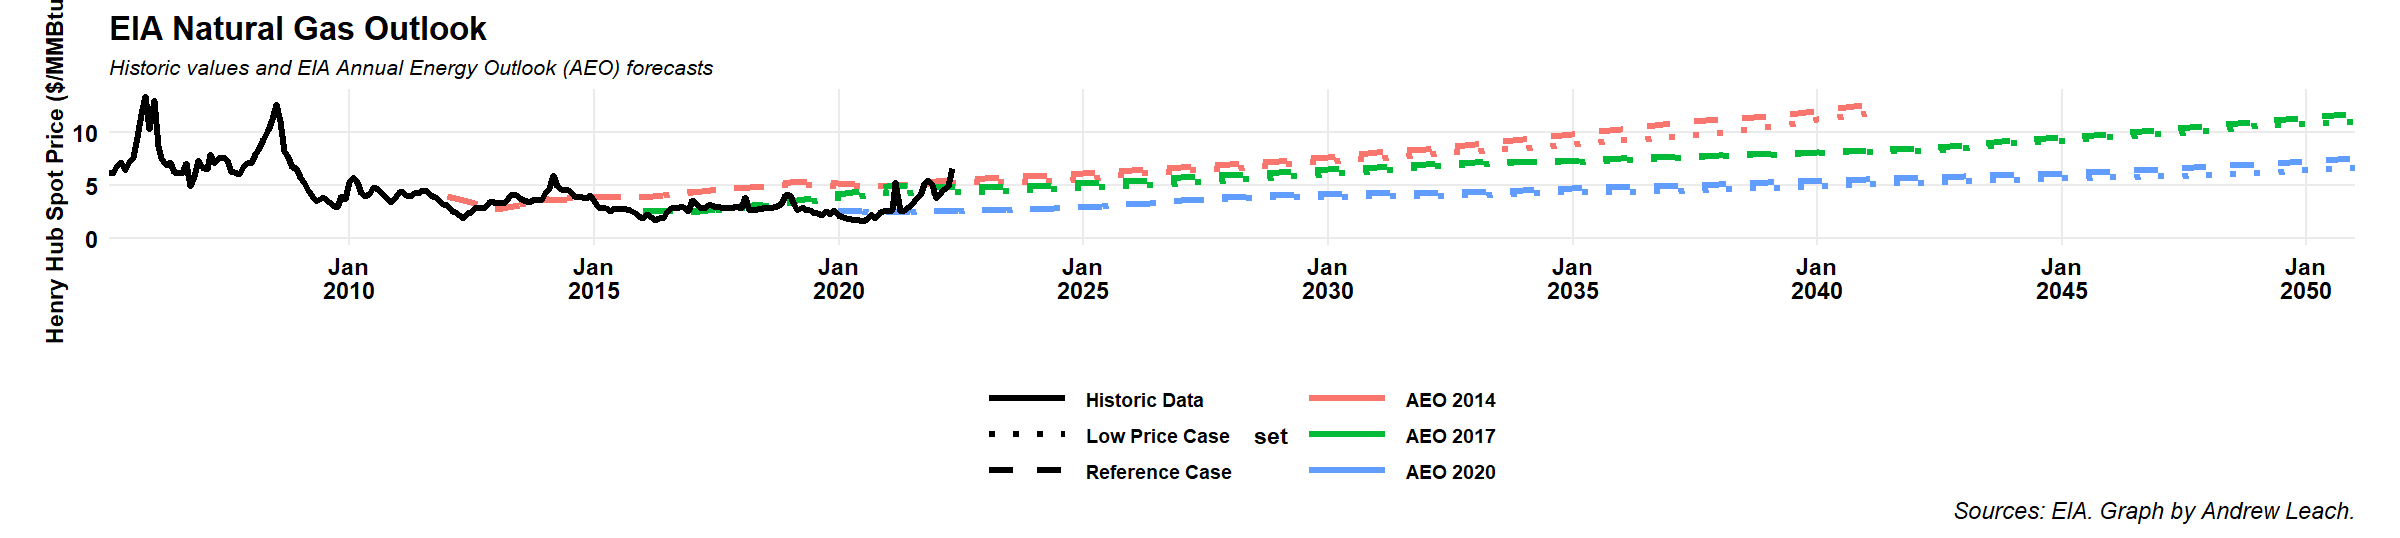 EIA Natural Gas Outlook
Historic values and EIA Annual Energy Outlook (AEO) forecasts
Henry Hub Spot Price ($/MMBtu
10
5
0
Jan 2010
Jan 2015
Jan 2020
Jan 2025
Jan 2030
Jan 2035
Jan 2040
Jan 2045
Jan 2050
Historic Data
Low Price Case
Reference Case
set
AEO 2014
AEO 2017
AEO 2020
Sources: EIA. Graph by Andrew Leach.